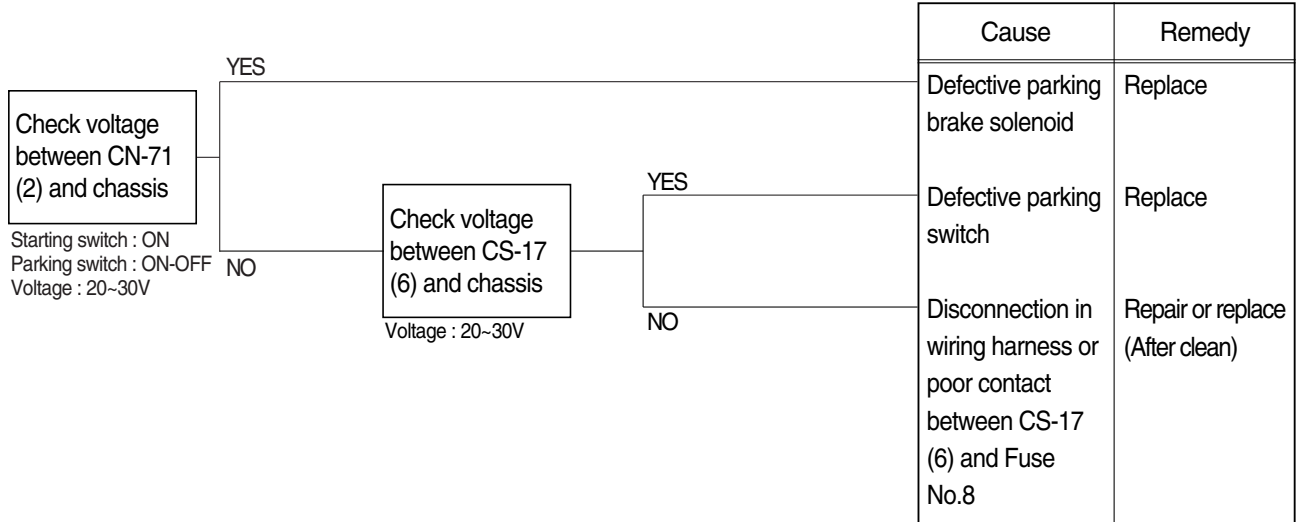 Cause
Remedy
YES
Check voltage
between CN-71
(2) and chassis
Starting switch : ON
Parking switch : ON-OFF
Voltage : 20~30V
NO
Check voltage
between CS-17
(6) and chassis
Voltage : 20~30V
YES
NO
Defective parking
brake solenoid
Replace
Defective parking
switch
Replace
Disconnection in
wiring harness or
poor contact
between CS-17
(6) and Fuse
No.8
Repair or replace
(After clean)